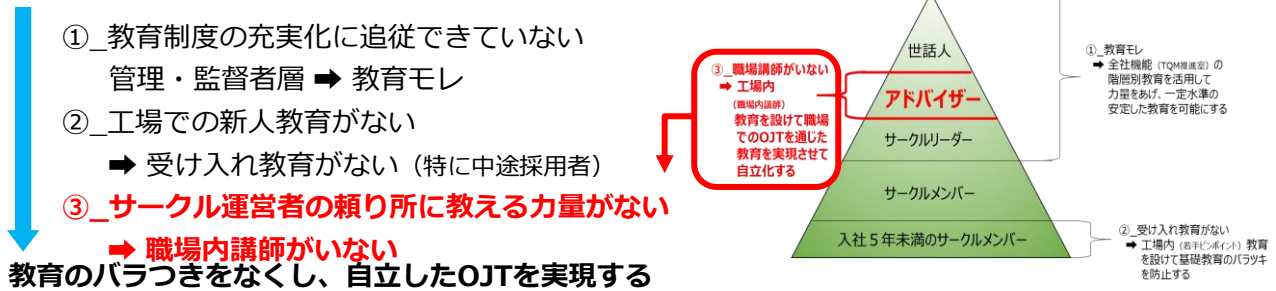 ①_教育制度の充実化に追従できていない
管理・監督者層 ➡ 教育モレ
②_工場での新人教育がない
➡ 受け入れ教育がない（特に中途採用者）
③_サークル運営者の頼り所に教える力量がない
➡ 職場内講師がいない
教育のバラつきをなくし、自立したOJTを実現する
③_職場講師がいない
➡ 工場内
（職場内講師）
教育を設けて職場
でのOJTを通じた
教育を実現させて
自立化する
世話人
アドバイザー
サークルリーダー
サークルメンバー
入社５年未満のサークルメンバー
①_教育モレ
➡ 全社機能（TQM推進室）の
階層別教育を活用して
力量をあげ、一定水準の
安定した教育を可能にする
②_受け入れ教育がない
➡ 工場内（若手ピンポイント）教育
を設けて基礎教育のバラツキ
を防止する